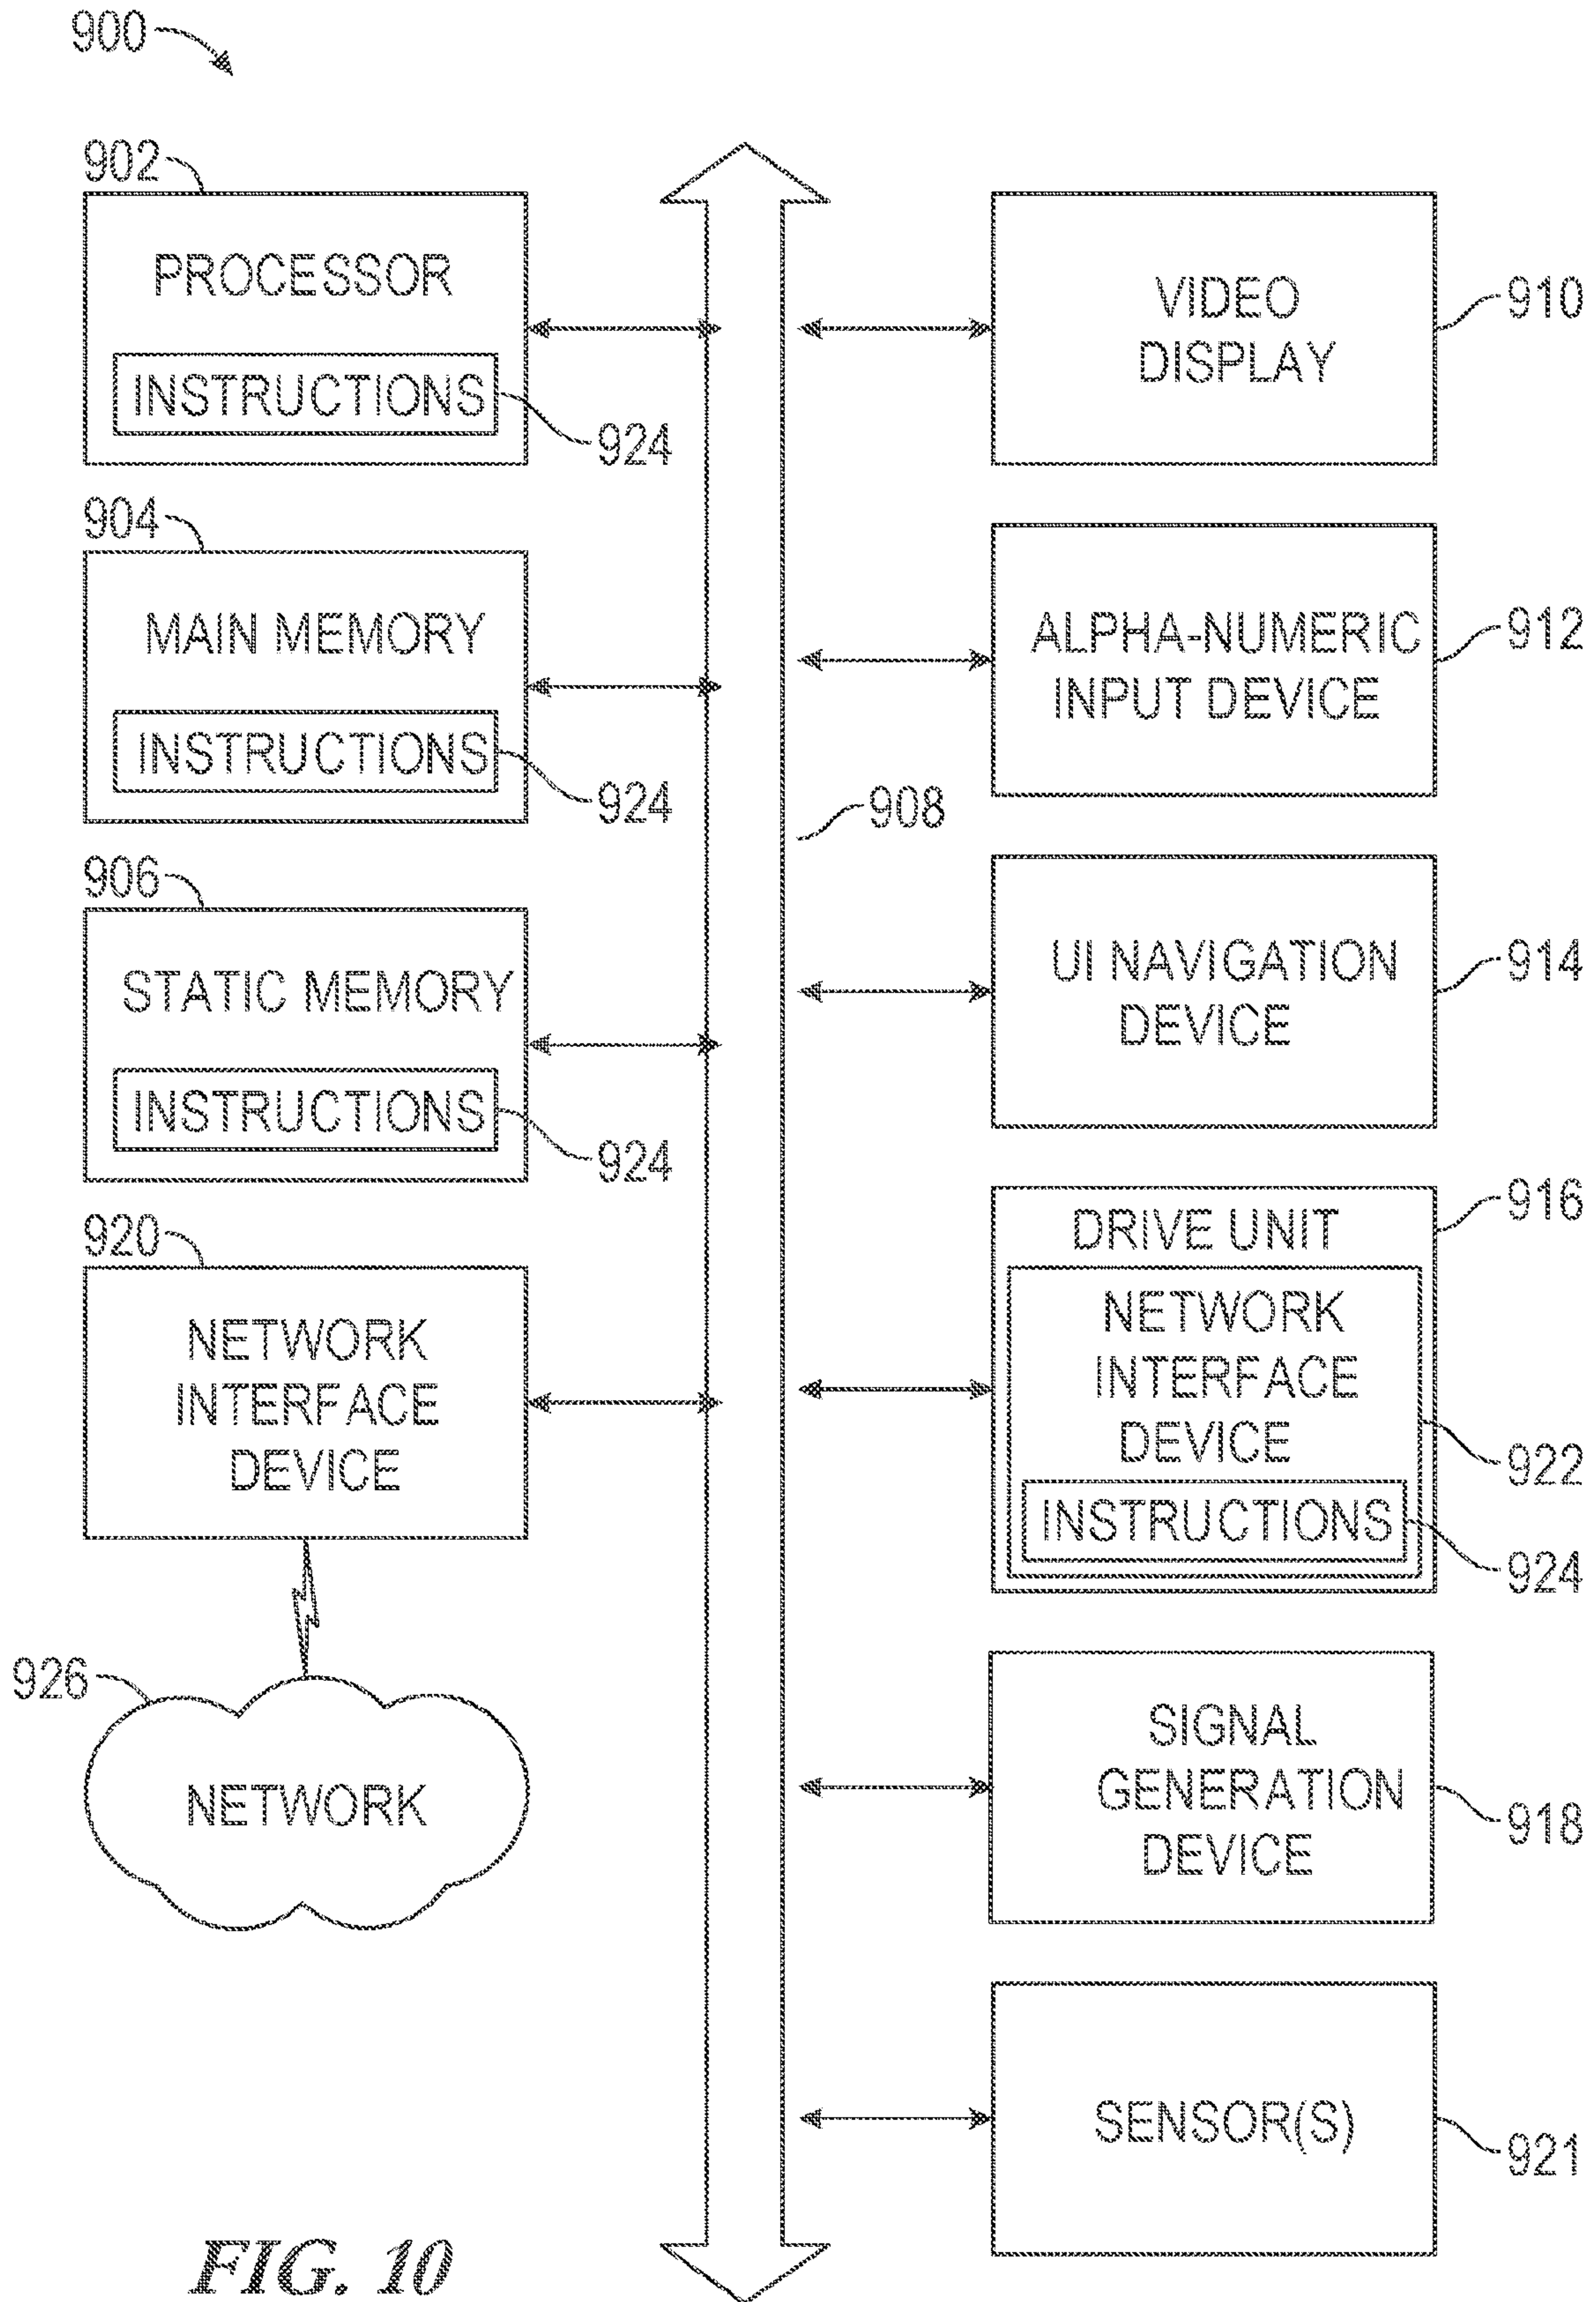 900
902
PROCESSOR
INSTRUCTIONS
924
904
MAIN MEMORY
INSTRUCTIONS
924
906
STATIC MEMORY
INSTRUCTIONS
924
920
NETWORK
INTERFACE
DEVICE
926
NETWORK
908
VIDEO
DISPLAY
910
ALPHA-NUMERIC
INPUT DEVICE
912
UI NAVIGATION
DEVICE
914
916
DRIVE UNIT
NETWORK
INTERFACE
DEVICE
922
INSTRUCTIONS
924
SIGNAL
GENERATION
DEVICE
918
SENSOR(S)
921
FIG. 10